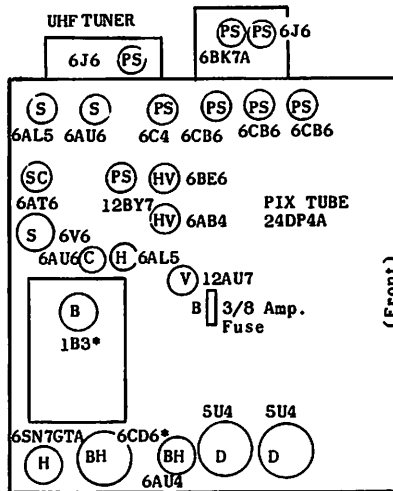 UHF TUNER
6J6 PS
PS PS 6J6
6BK7A
S S PS PS PS PS
6AL5 6AU6 6C4 6CB6 6CB6 6CB6
SC PS HV 6BE6
6AT6 12BY7
HV 6AB4
PIX TUBE
24DP4A
S 6V6
6AU6 C H 6AL5
V 12AU7
B 3/8 Amp.
Fuse
(Front)
B
1B3*
5U4 5U4
6SN7GTA 6CD6*
H BH BH D D
6AU4